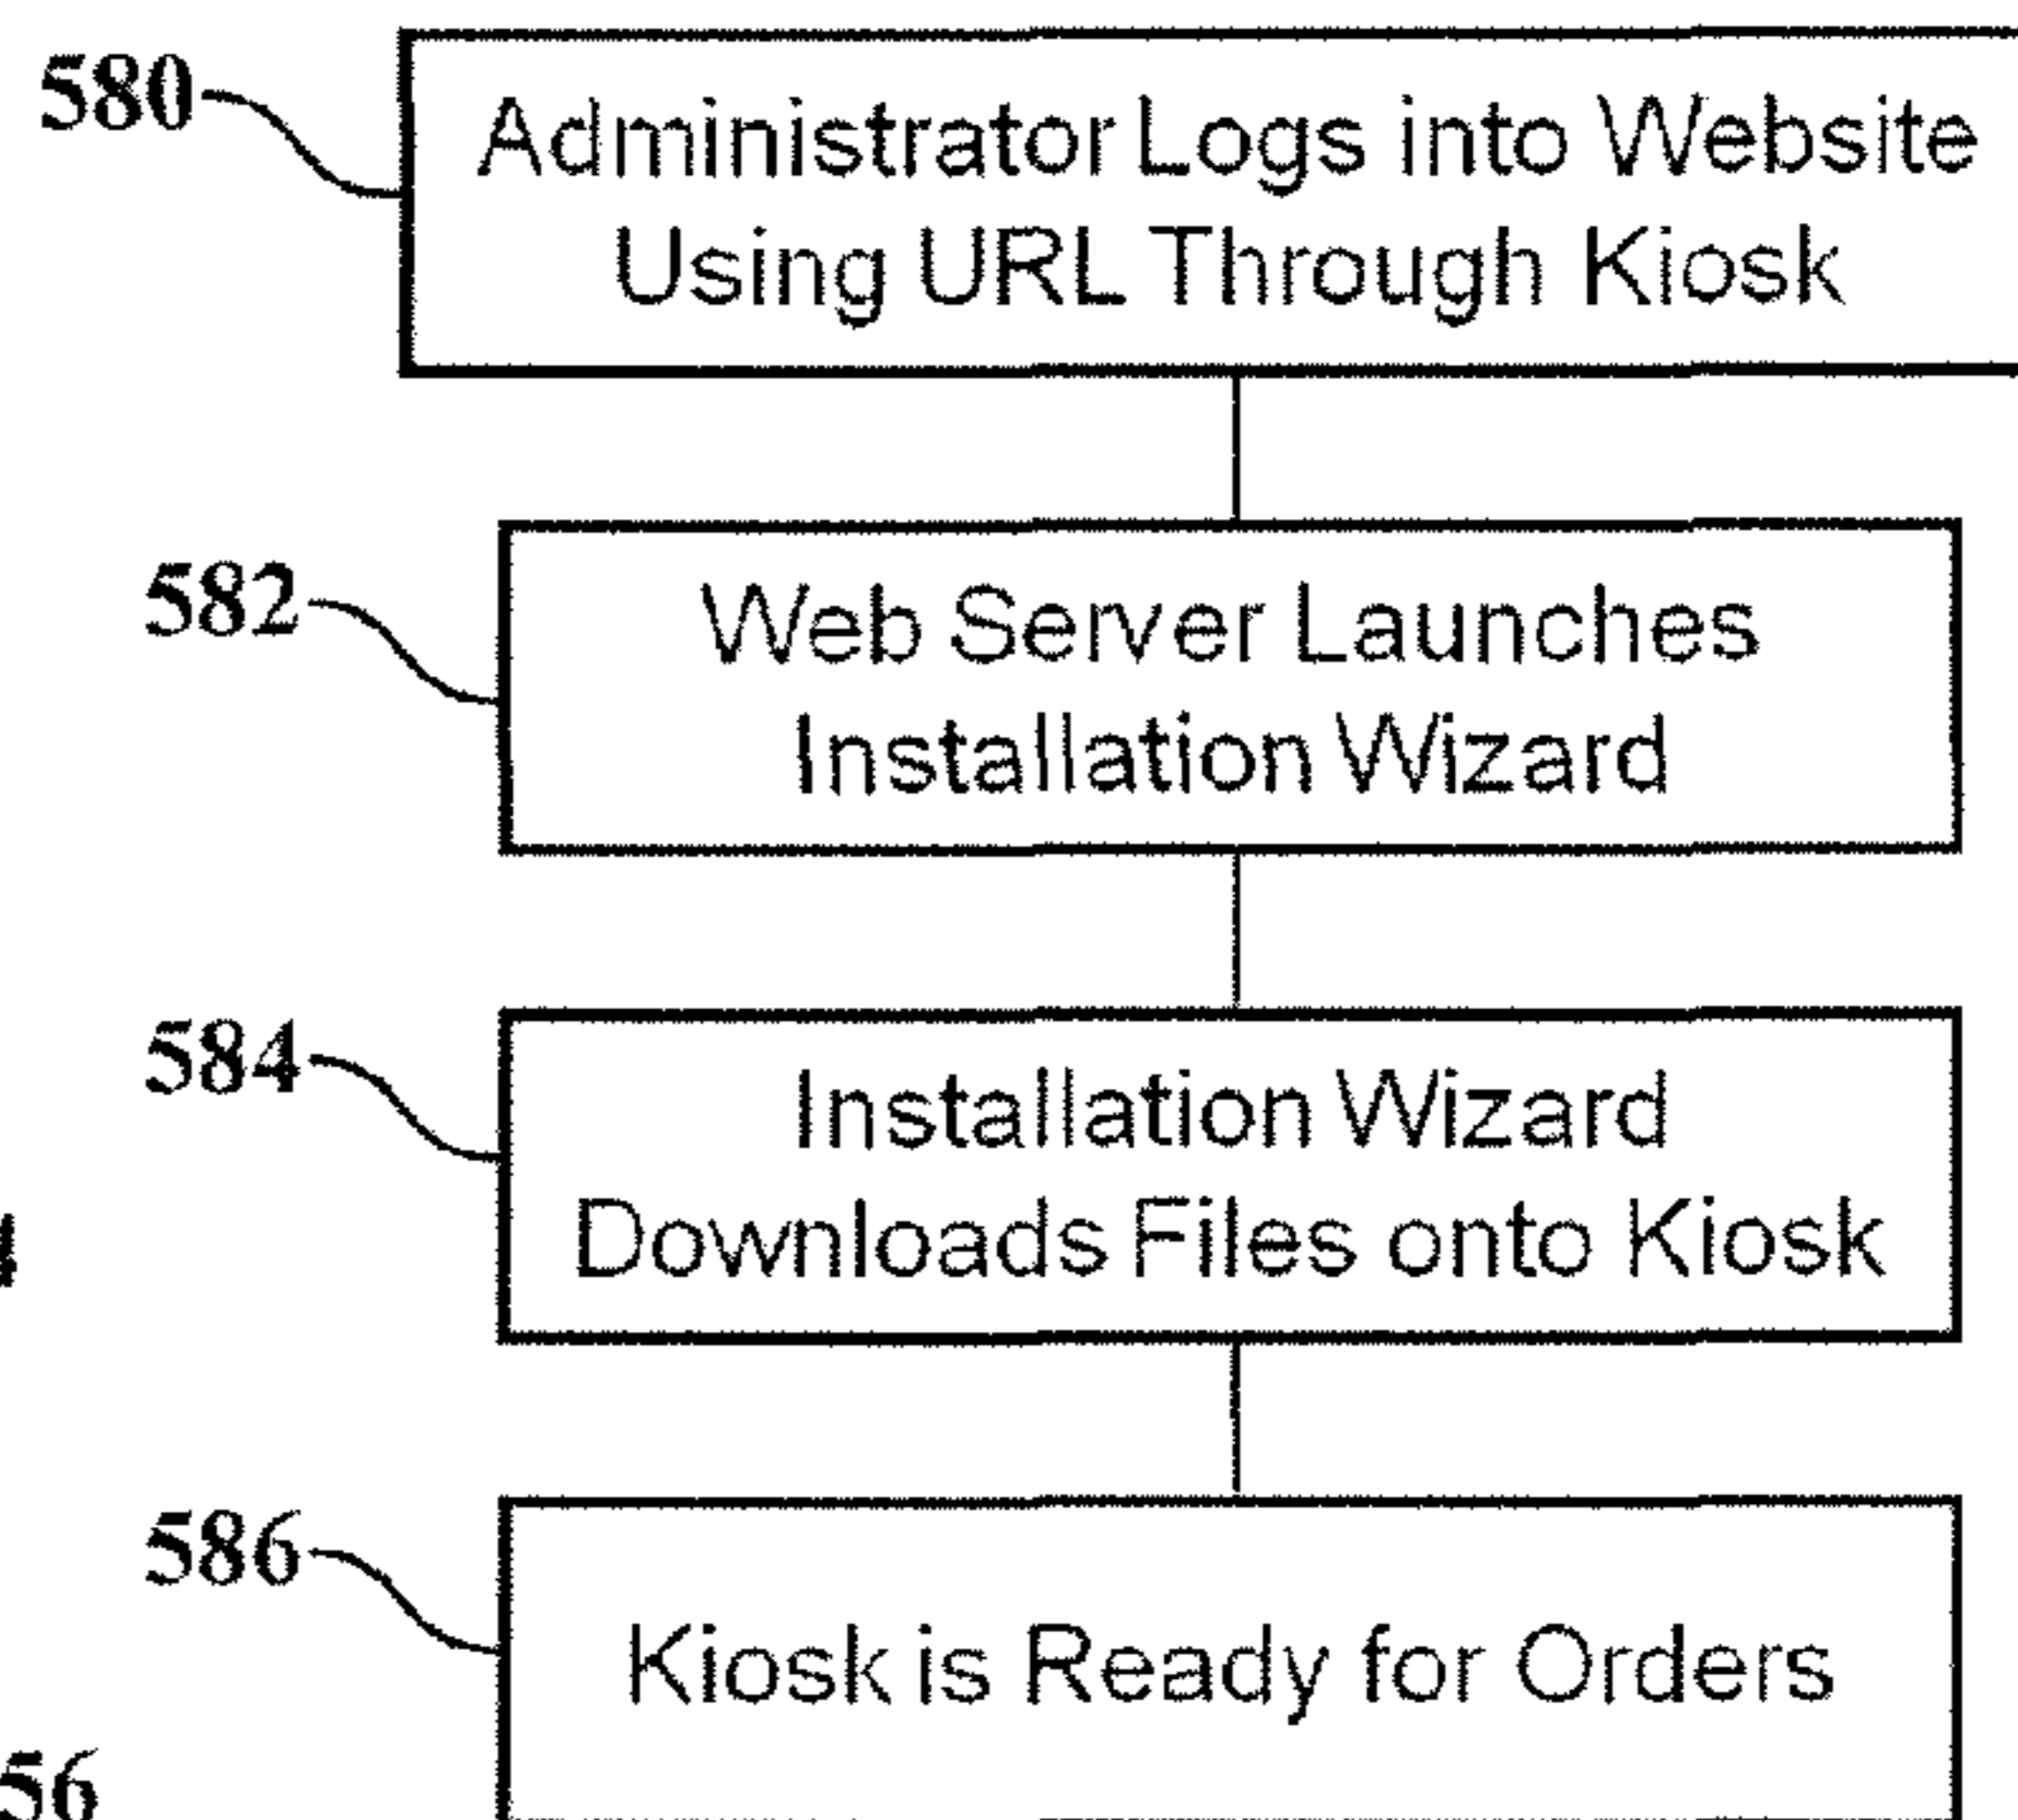 580
Administrator Logs into Website
Using URL Through Kiosk
582
Web Server Launches
Installation Wizard
584
Installation Wizard
Downloads Files onto Kiosk
586
Kiosk is Ready for Orders